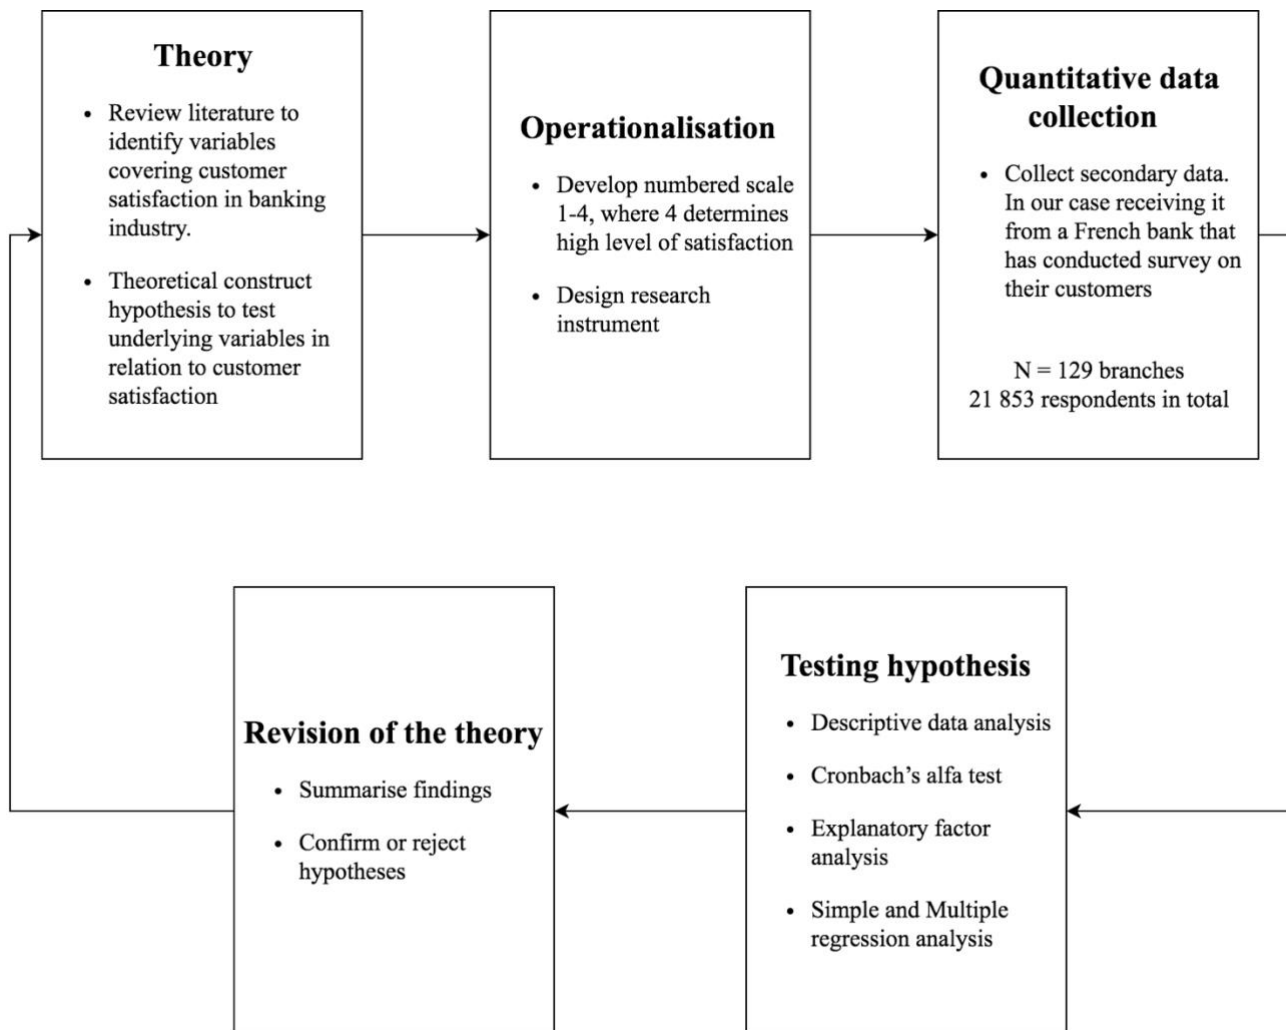 Theory
• Review literature to
identify variables
covering customer
satisfaction in banking
industry.
• Theoretical construct
hypothesis to test
underlying variables in
relation to customer
satisfaction
Operationalisation
• Develop numbered scale
1-4, where 4 determines
high level of satisfaction
• Design research
instrument
Quantitative data
collection
• Collect secondary data.
In our case receiving it
from a French bank that
has conducted survey on
their customers
N = 129 branches
21 853 respondents in total
Testing hypothesis
• Descriptive data analysis
• Cronbach’s alfa test
• Explanatory factor
analysis
• Simple and Multiple
regression analysis
Revision of the theory
• Summarise findings
• Confirm or reject
hypotheses